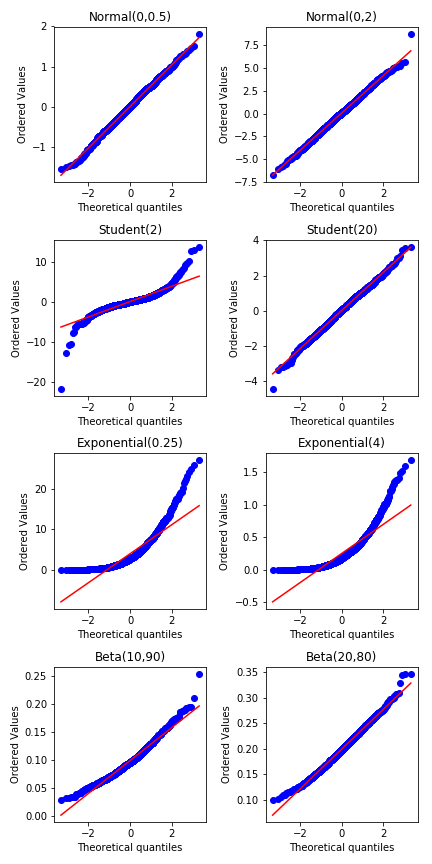 Normal(0,0.5)
Ordered Values
2
1
0
−1
−2 0 2
Theoretical quantiles
Normal(0,2)
Ordered Values
7.5
5.0
2.5
0.0
−2.5
−5.0
−7.5
−2 0 2
Theoretical quantiles
Student(2)
Ordered Values
10
0
−10
−20
−2 0 2
Theoretical quantiles
Student(20)
Ordered Values
4
2
0
−2
−4
−2 0 2
Theoretical quantiles
Exponential(0.25)
Ordered Values
20
10
0
−2 0 2
Theoretical quantiles
Exponential(4)
Ordered Values
1.5
1.0
0.5
0.0
−0.5
−2 0 2
Theoretical quantiles
Beta(10,90)
Ordered Values
0.25
0.20
0.15
0.10
0.05
0.00
−2 0 2
Theoretical quantiles
Beta(20,80)
Ordered Values
0.35
0.30
0.25
0.20
0.15
0.10
−2 0 2
Theoretical quantiles